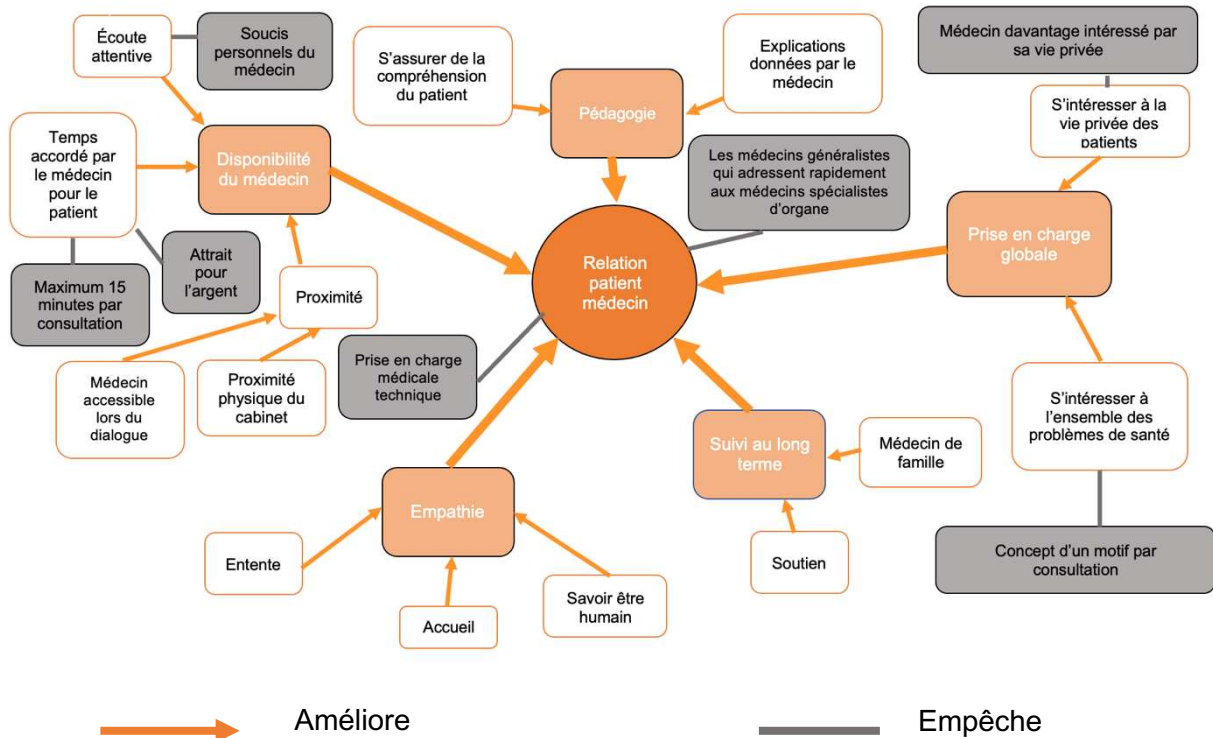 Écoute
attentive
Soucis
personnels du
médecin
S’assurer de la
compréhension
du patient
Pédagogie
Explications
données par le
médecin
Médecin davantage intéressé par
sa vie privée
S’intéresser à la
vie privée des
patients
Temps
accordé par
le médecin
pour le
patient
Disponibilité
du médecin
Les médecins généralistes
qui adressent rapidement
aux médecins spécialistes
d’organe
Prise en charge
globale
Attrait
pour
l’argent
Maximum 15
minutes par
consultation
Proximité
Relation
patient
médecin
Médecin
accessible
lors du
dialogue
Proximité
physique du
cabinet
Prise en charge
médicale
technique
S’intéresser à
l’ensemble des
problèmes de santé
Suivi au long
terme
Médecin de
famille
Empathie
Entente
Accueil
Savoir être
humain
Soutien
Concept d’un motif par
consultation
Améliore
Empêche